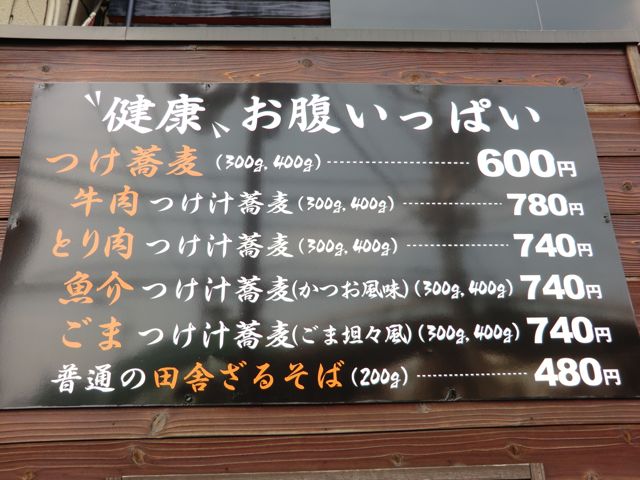 〝健康〟お腹いっぱい
つけ蕎麦(300g,400g)------------------600円
牛肉つけ汁蕎麦(300g,400g)------------780円
とり肉つけ汁蕎麦(300g,400g)----------740円
魚介つけ汁蕎麦(かつお風味)(300g,400g)740円
ごまつけ汁蕎麦(ごま坦々風)(300g,400g)740円
普通の田舎ざるそば(200g)-------------480円